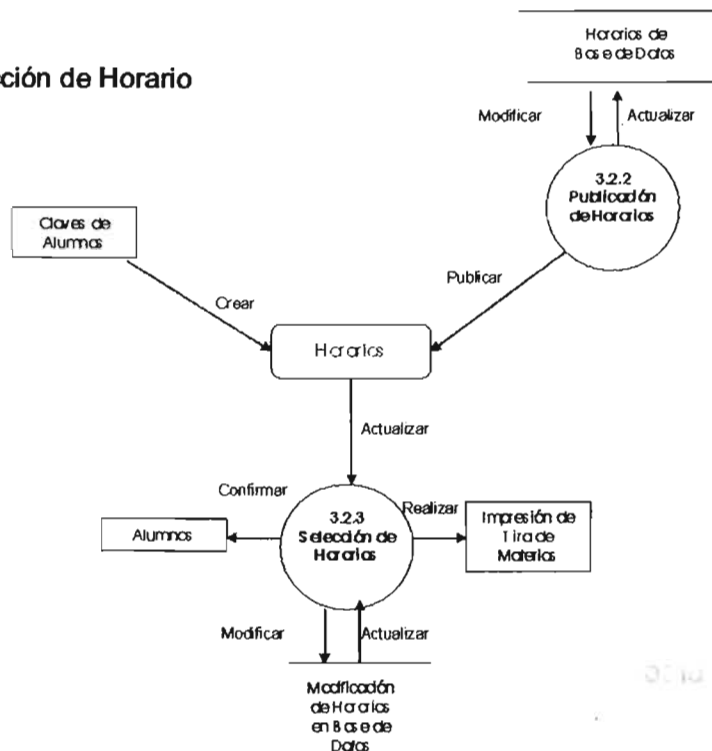 cción de Horario
Horarios de
Base de Datos
Modificar
Actualizar
3.2.2
Publicación
de Horarios
Claves de
Alumnos
Crear
Publicar
Horarios
Actualizar
Confirmar
Realizar
3.2.3
Selección de
Horarios
Alumnos
Impresión de
Tira de
Materias
Modificar
Actualizar
Modificación
de Horarios
en Base de
Datos